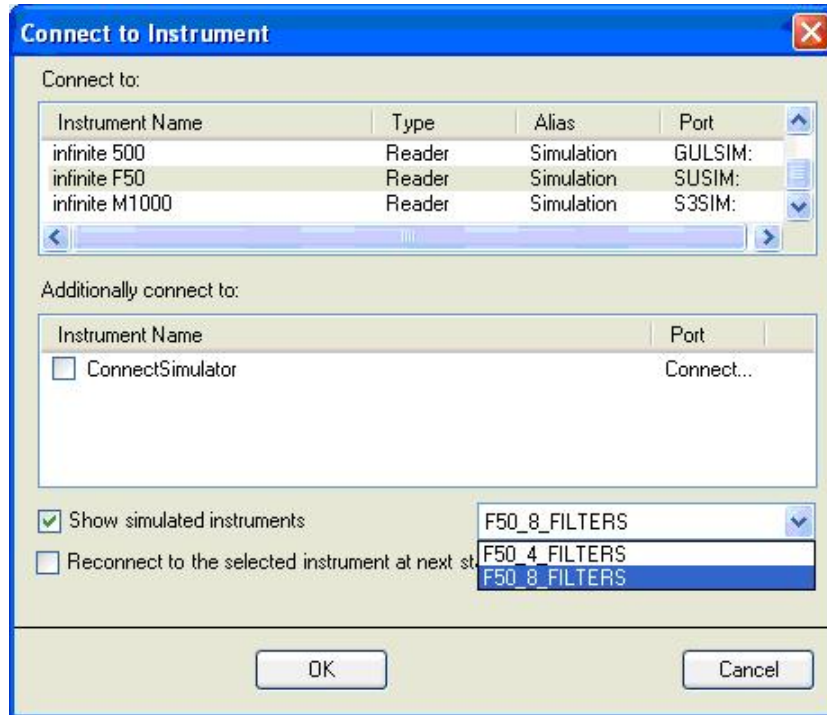 Connect to Instrument
Connect to:
Instrument Name Type Alias Port
infinite 500 Reader Simulation GULSIM:
infinite F50 Reader Simulation SUSIM:
infinite M1000 Reader Simulation S3SIM:
Additionally connect to:
Instrument Name Port
ConnectSimulator Connect...
Show simulated instruments F50_8_FILTERS
Reconnect to the selected instrument at next F50_4_FILTERS
F50_8_FILTERS
OK Cancel